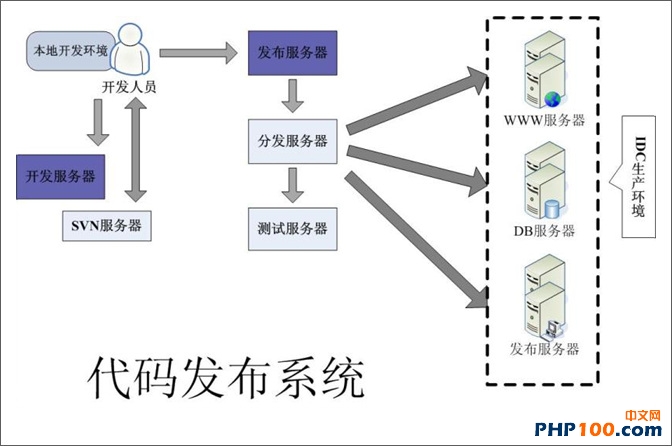 本地开发环境
开发人员
发布服务器
分发服务器
测试服务器
开发服务器
SVN服务器
WWW服务器
DB服务器
发布服务器
IDC生产环境
代码发布系统
中文网
PHP100.com